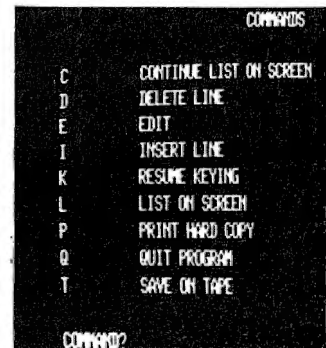 COMMANDS
C CONTINUE LIST ON SCREEN
D DELETE LINE
E EDIT
I INSERT LINE
K RESUME KEYING
L LIST ON SCREEN
P PRINT HARD COPY
Q QUIT PROGRAM
T SAVE ON TAPE
COMMAND?